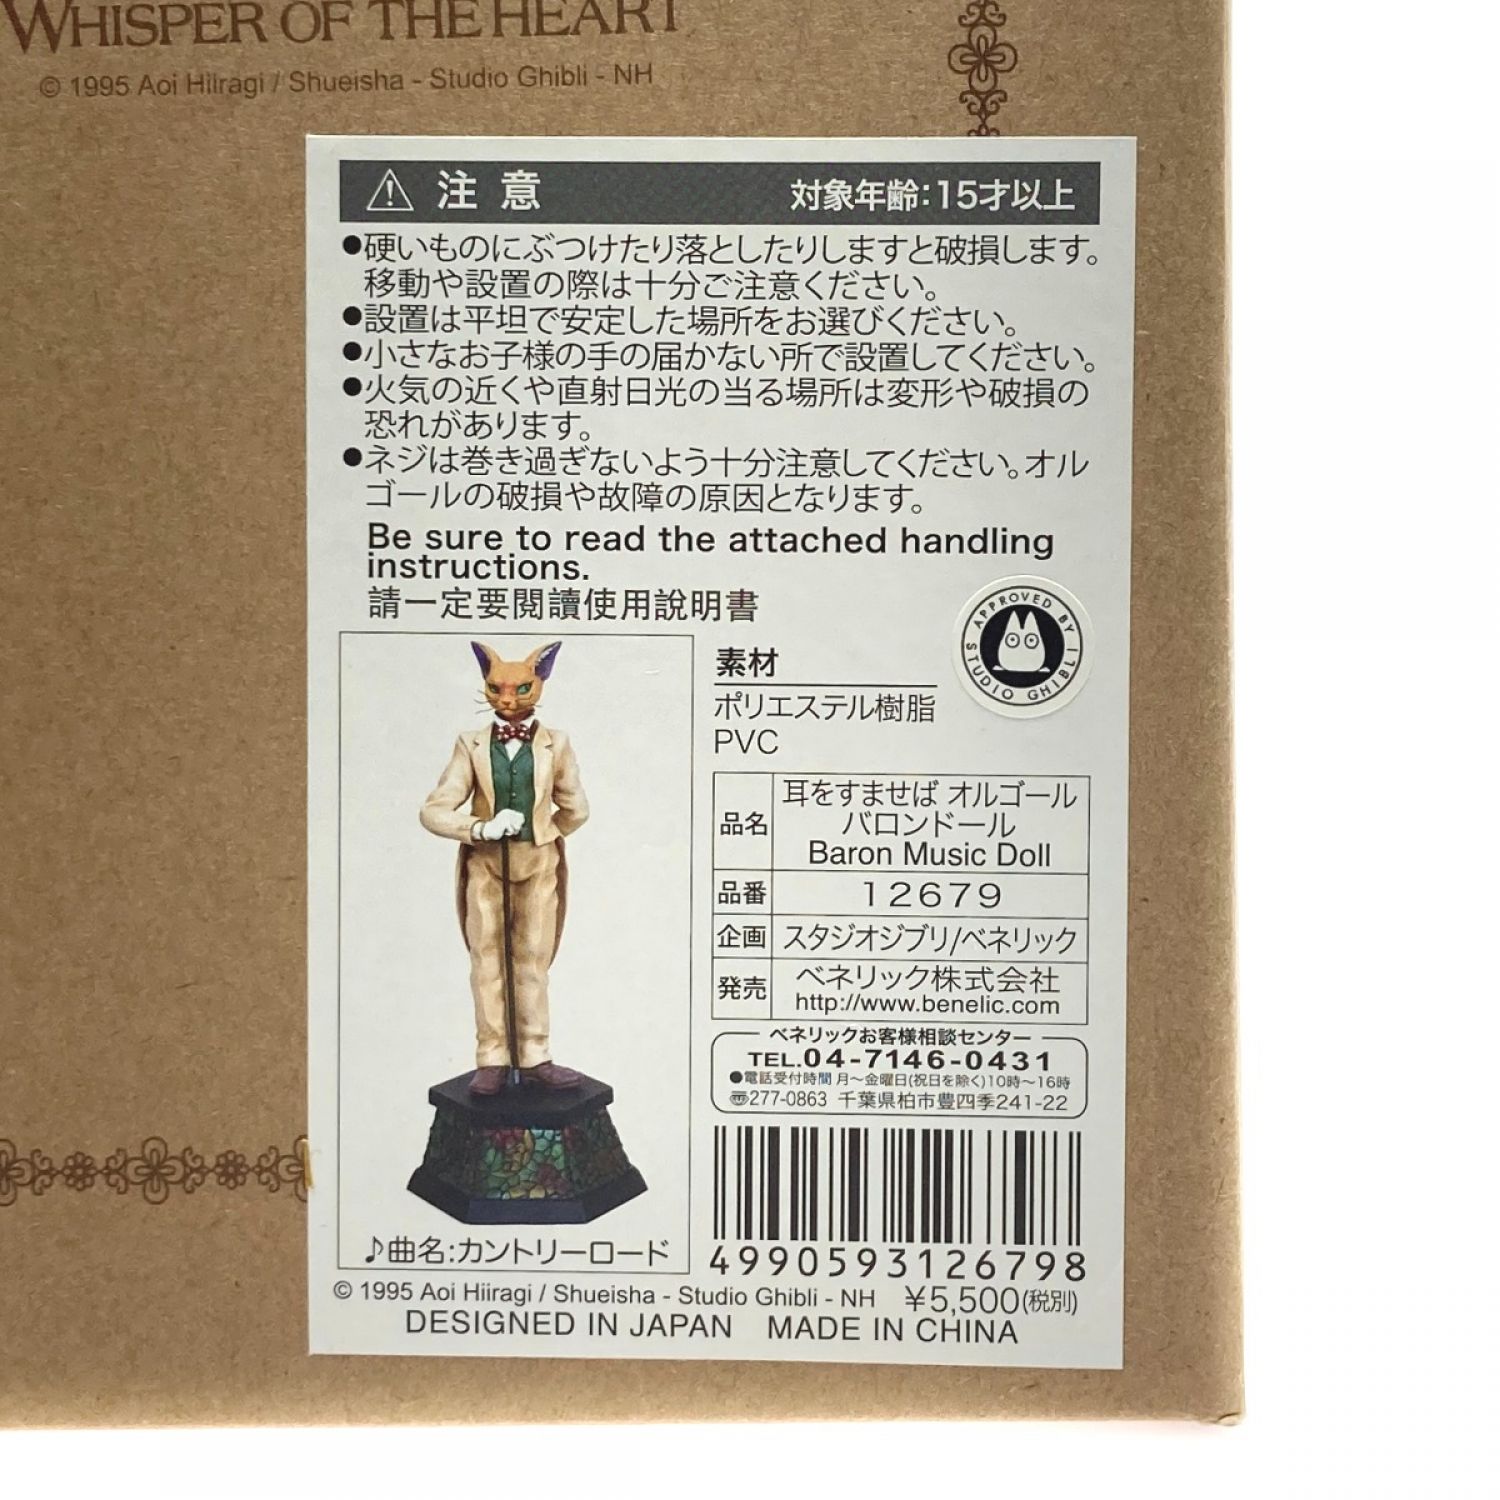 WHISPER OF THE HEART
© 1995 Aoi Hiiragi / Shueisha - Studio Ghibli - NH
注 意
対象年齢:15才以上
●硬いものにぶつけたり落としたりしますと破損します。
移動や設置の際は十分ご注意ください。
●設置は平坦で安定した場所をお選びください。
●小さなお子様の手の届かない所で設置してください。
●火気の近くや直射日光の当る場所は変形や破損の
恐れがあります。
●ネジは巻き過ぎないよう十分注意してください。オル
ゴールの破損や故障の原因となります。
Be sure to read the attached handling
instructions.
請一定要閱讀使用說明書
APPROVED BY
STUDIO GHIBLI
素材
ポリエステル樹脂
PVC
品名
耳をすませば オルゴール
バロンドール
Baron Music Doll
品番 12679
企画 スタジオジブリ/ベネリック
発売
ベネリック株式会社
http://www.benelic.com
ベネリックお客様相談センター
TEL.04-7146-0431
●電話受付時間 月～金曜日(祝日を除く)10時～16時
〠277-0863 千葉県柏市豊四季241-22
4990593126798
♪曲名:カントリーロード
© 1995 Aoi Hiiragi / Shueisha - Studio Ghibli - NH ¥5,500(税別)
DESIGNED IN JAPAN MADE IN CHINA